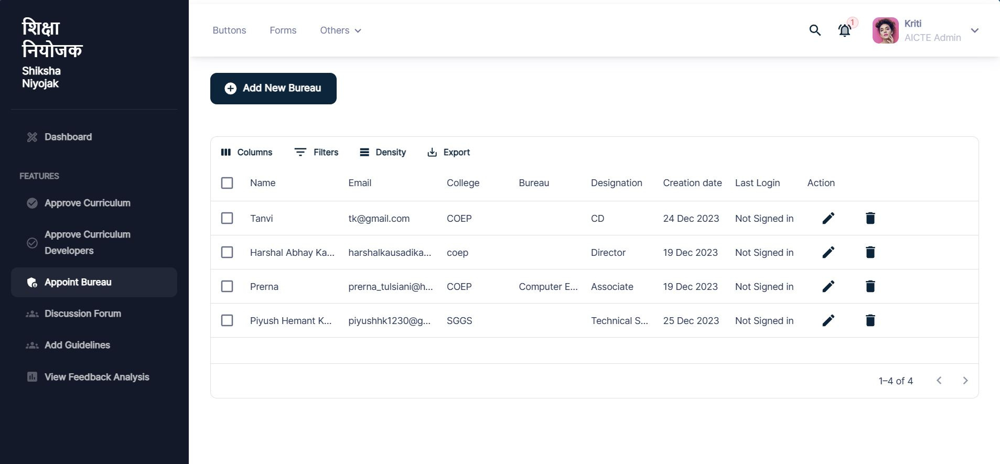 शिक्षा
नियोजक
Shiksha
Niyojak
Dashboard
FEATURES
Approve Curriculum
Approve Curriculum
Developers
Appoint Bureau
Discussion Forum
Add Guidelines
View Feedback Analysis
Buttons Forms Others
1
Kriti
AICTE Admin
Add New Bureau
Columns Filters Density Export
Name Email College Bureau Designation Creation date Last Login Action
Tanvi tk@gmail.com COEP CD 24 Dec 2023 Not Signed in
Harshal Abhay Ka... harshalkausadika... coep Director 19 Dec 2023 Not Signed in
Prerna prerna_tulsiani@h... COEP Computer E... Associate 19 Dec 2023 Not Signed in
Piyush Hemant K... piyushhk1230@g... SGGS Technical S... 25 Dec 2023 Not Signed in
1–4 of 4